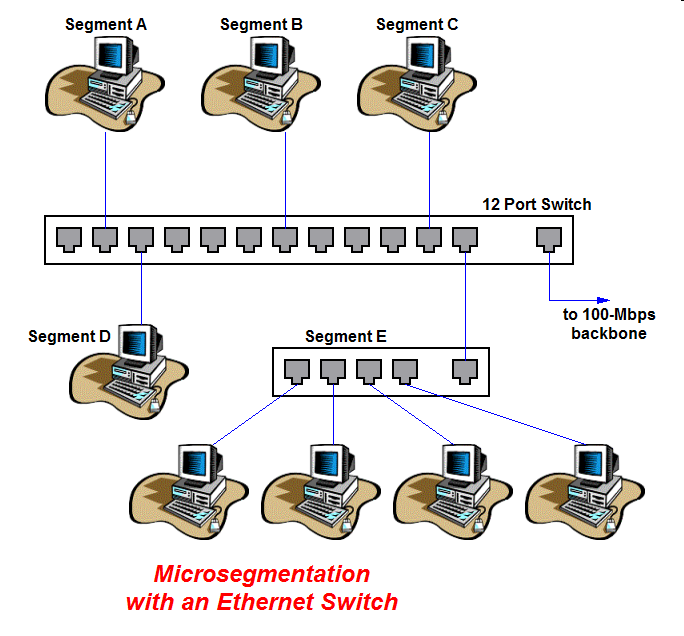 Segment A
Segment B
Segment C
12 Port Switch
to 100-Mbps
backbone
Segment D
Segment E
Microsegmentation
with an Ethernet Switch